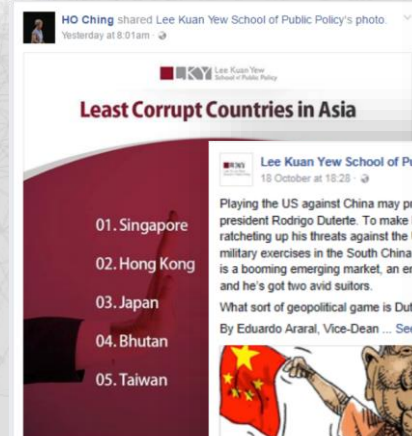 HO Ching shared Lee Kuan Yew School of Public Policy's photo.
Yesterday at 8:01am
LKY Lee Kuan Yew
School of Public Policy
Least Corrupt Countries in Asia
01. Singapore
02. Hong Kong
03. Japan
04. Bhutan
05. Taiwan
Lee Kuan Yew School of
18 October at 18:28
Playing the US against China may
president Rodrigo Duterte. To make
ratcheting up his threats against the
military exercises in the South China
is a booming emerging market, an
and he's got two avid suitors.
What sort of geopolitical game is
By Eduardo Araral, Vice-Dean ...